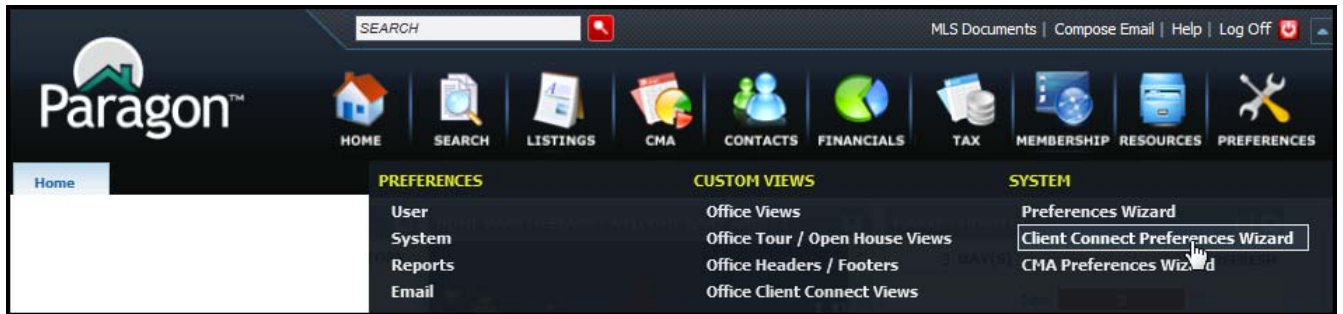 SEARCH
MLS Documents | Compose Email | Help | Log Off
Paragon™
HOME SEARCH LISTINGS CMA CONTACTS FINANCIALS TAX MEMBERSHIP RESOURCES PREFERENCES
Home
PREFERENCES CUSTOM VIEWS SYSTEM
User Office Views Preferences Wizard
System Office Tour / Open House Views Client Connect Preferences Wizard
Reports Office Headers / Footers CMA Preferences Wizard
Email Office Client Connect Views